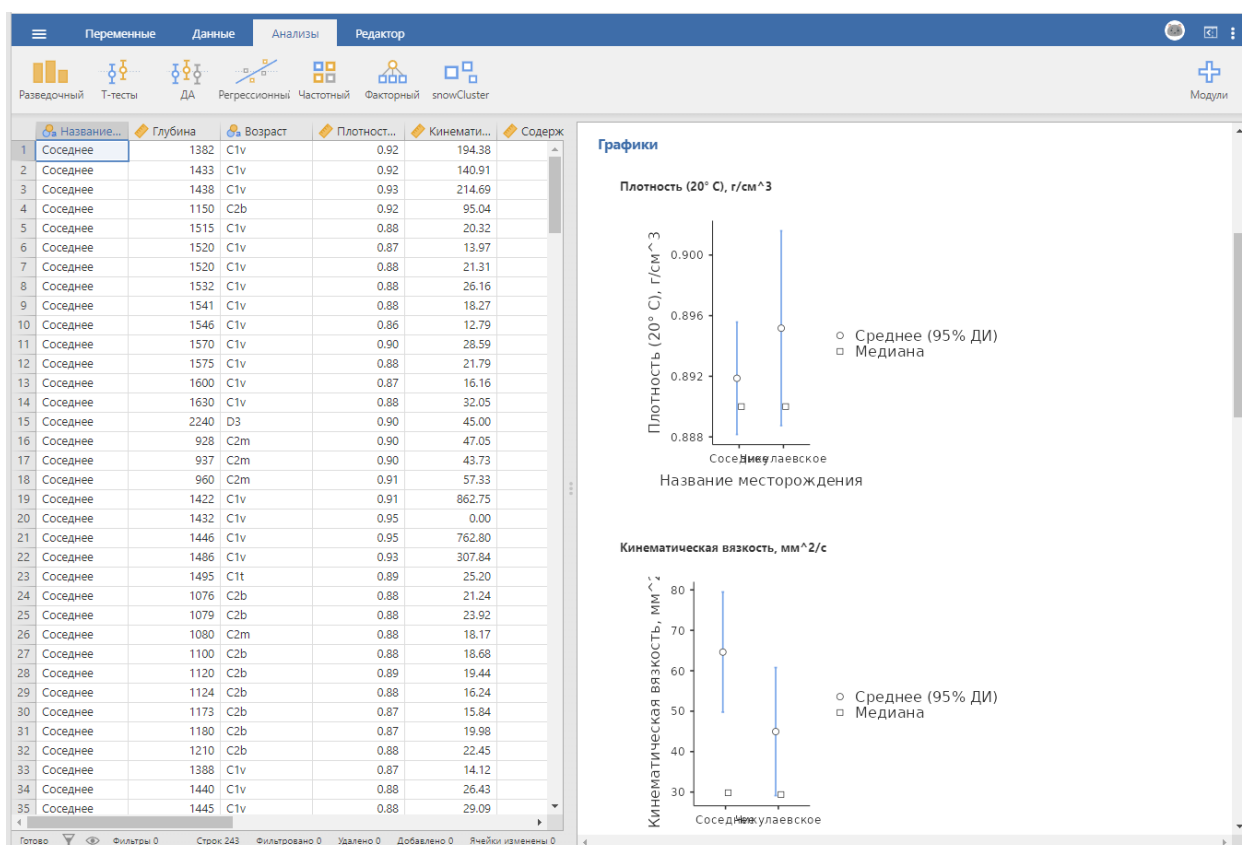 Переменные Данные Анализы Редактор
Разведочный T-тесты ДА Регрессионный Частотный Факторный snowCluster Модули
Название... Глубина Возраст Плотност... Кинемати... Содерж
1 Соседнее 1382 C1v 0.92 194.38
2 Соседнее 1433 C1v 0.92 140.91
3 Соседнее 1438 C1v 0.93 214.69
4 Соседнее 1150 C2b 0.92 95.04
5 Соседнее 1515 C1v 0.88 20.32
6 Соседнее 1520 C1v 0.87 13.97
7 Соседнее 1520 C1v 0.88 21.31
8 Соседнее 1532 C1v 0.88 26.16
9 Соседнее 1541 C1v 0.88 18.27
10 Соседнее 1546 C1v 0.86 12.79
11 Соседнее 1570 C1v 0.90 28.59
12 Соседнее 1575 C1v 0.88 21.79
13 Соседнее 1600 C1v 0.87 16.16
14 Соседнее 1630 C1v 0.88 32.05
15 Соседнее 2240 D3 0.90 45.00
16 Соседнее 928 C2m 0.90 47.05
17 Соседнее 937 C2m 0.90 43.73
18 Соседнее 960 C2m 0.91 57.33
19 Соседнее 1422 C1v 0.91 862.75
20 Соседнее 1432 C1v 0.95 0.00
21 Соседнее 1446 C1v 0.95 762.80
22 Соседнее 1486 C1v 0.93 307.84
23 Соседнее 1495 C1t 0.89 25.20
24 Соседнее 1076 C2b 0.88 21.24
25 Соседнее 1079 C2b 0.88 23.92
26 Соседнее 1080 C2m 0.88 18.17
27 Соседнее 1100 C2b 0.88 18.68
28 Соседнее 1120 C2b 0.89 19.44
29 Соседнее 1124 C2b 0.88 16.24
30 Соседнее 1173 C2b 0.87 15.84
31 Соседнее 1180 C2b 0.87 19.98
32 Соседнее 1210 C2b 0.88 22.45
33 Соседнее 1388 C1v 0.87 14.12
34 Соседнее 1440 C1v 0.88 26.43
35 Соседнее 1445 C1v 0.88 29.09
Готово Фильтры 0 Строк 243 Фильтровано 0 Удалено 0 Добавлено 0 Ячейки изменены 0
Графики
Плотность (20° C), г/см^3
Плотность (20° C), г/см^3
0.900
0.896
0.892
0.888
Среднее (95% ДИ)
Медиана
Название месторождения
Кинематическая вязкость, мм^2/с
Кинематическая вязкость, мм^2
80
70
60
50
40
30
Среднее (95% ДИ)
Медиана